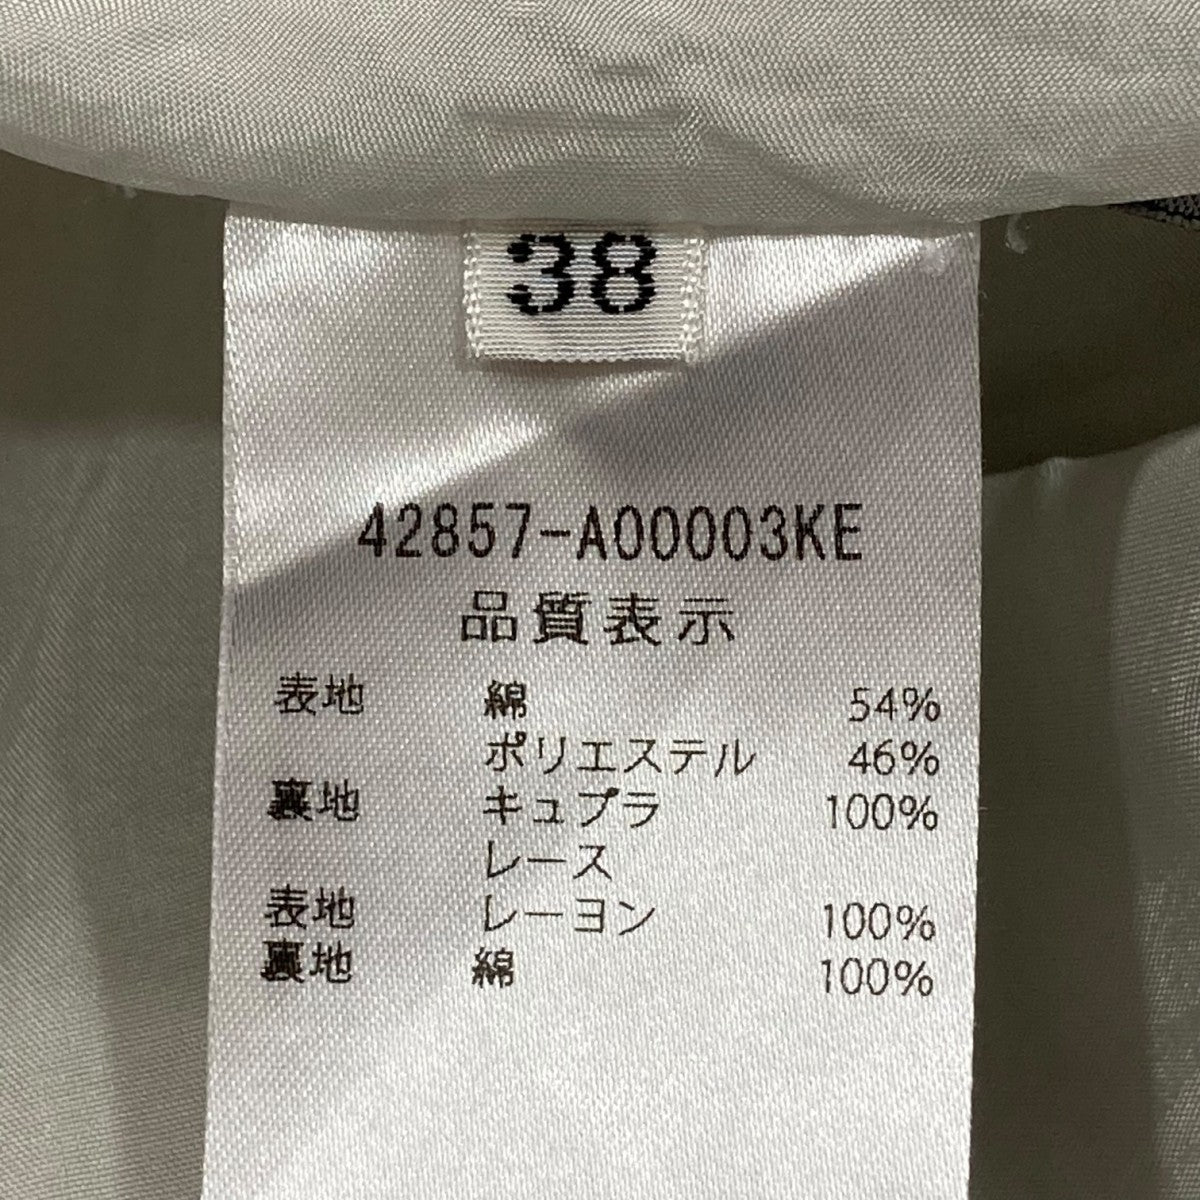 38
42857-A00003KE
品質表示
表地 綿 54%
ポリエステル 46%
裏地 キュプラ 100%
レース
表地 レーヨン 100%
裏地 綿 100%